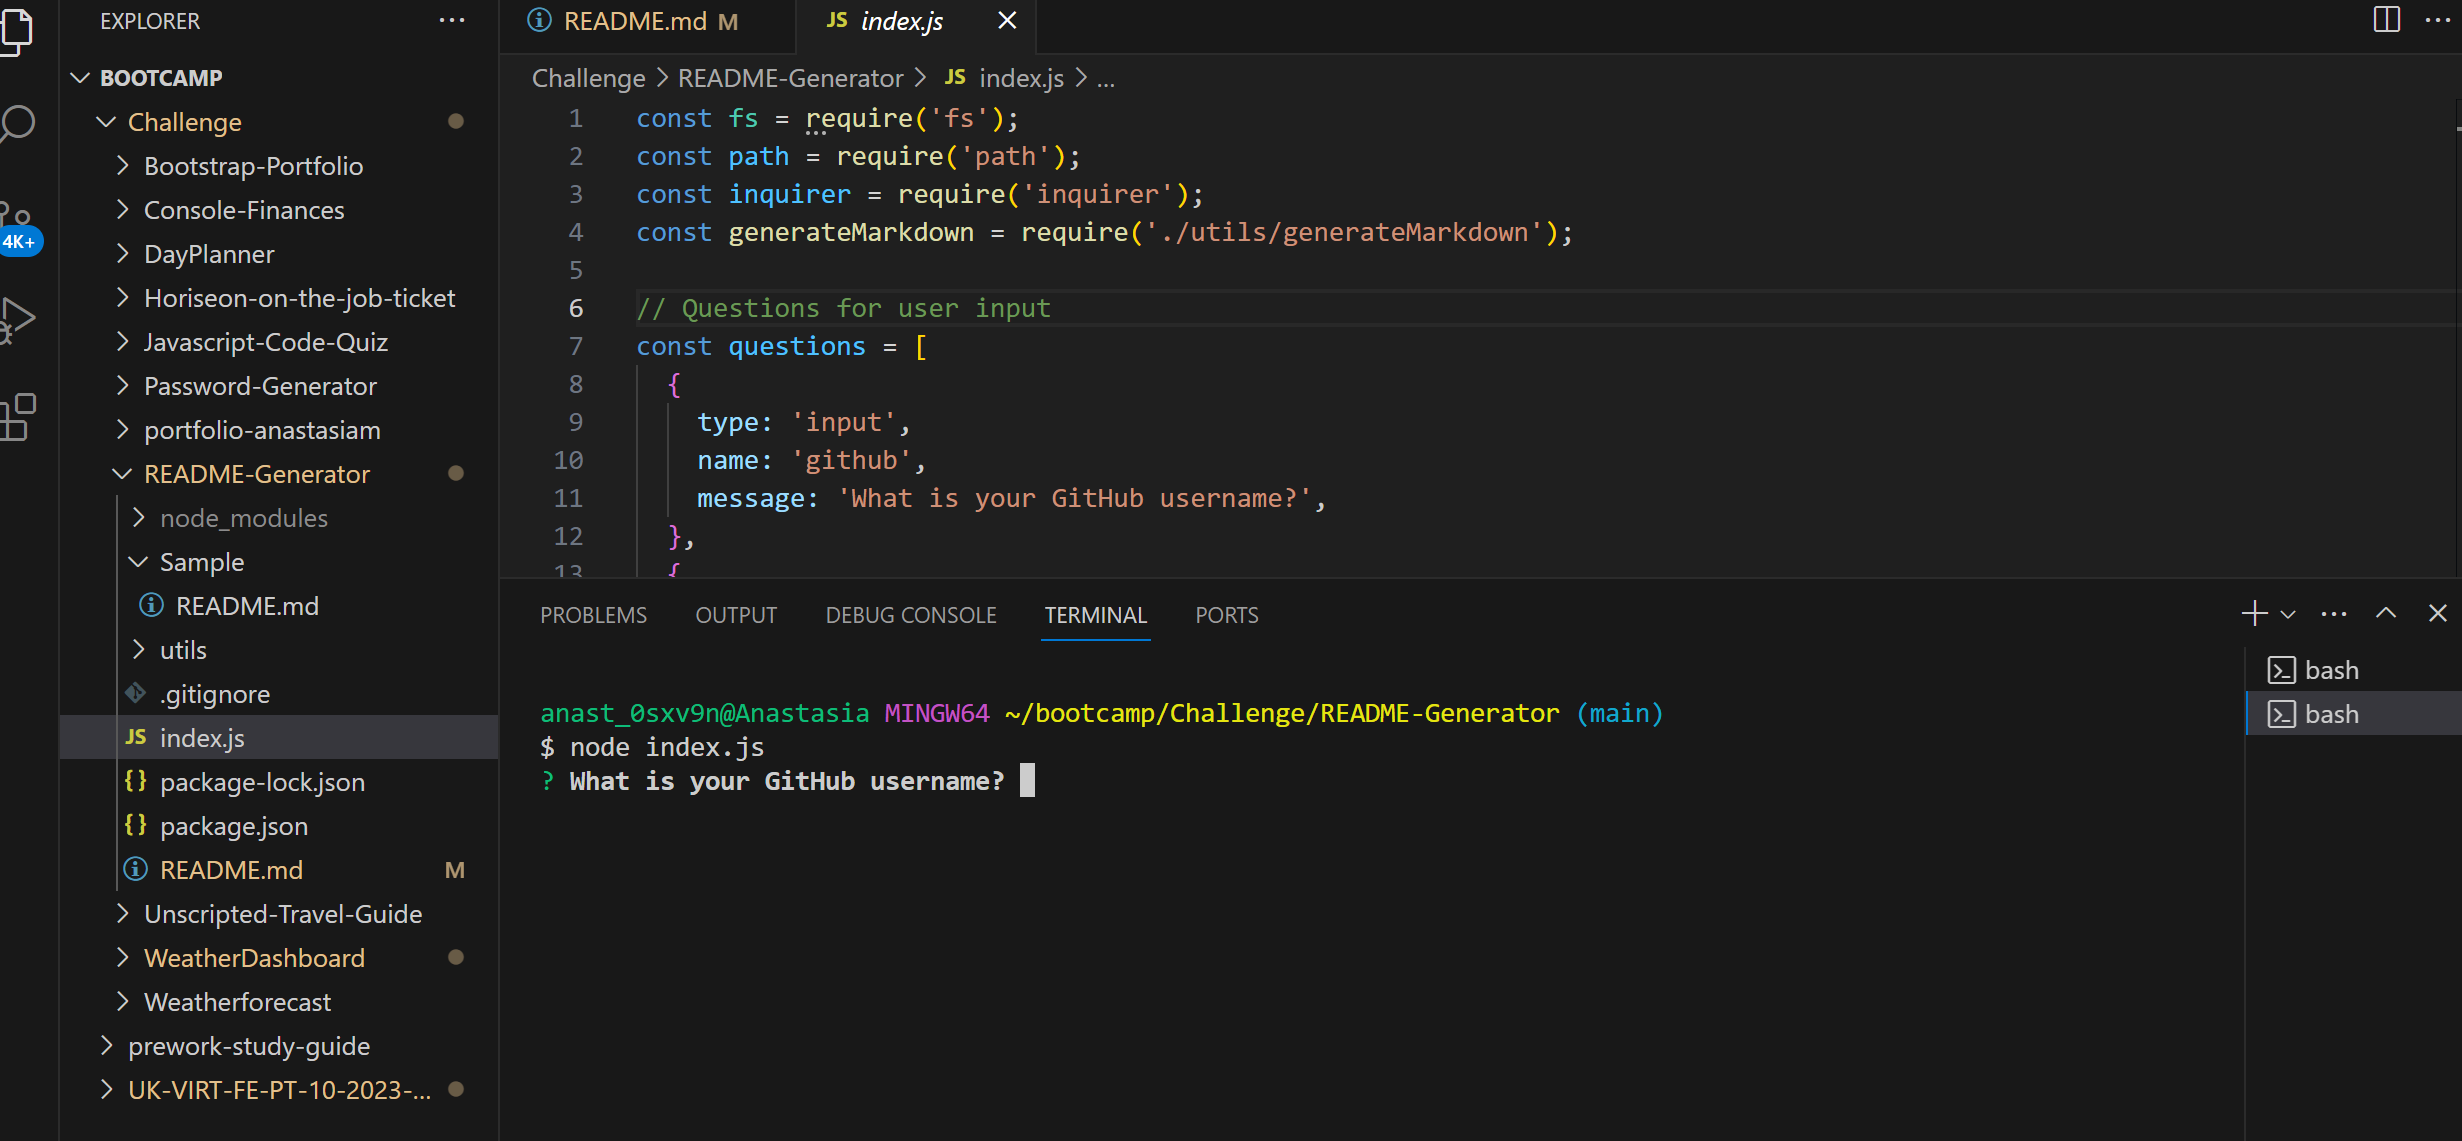 EXPLORER
BOOTCAMP
Challenge
Bootstrap-Portfolio
Console-Finances
DayPlanner
Horiseon-on-the-job-ticket
Javascript-Code-Quiz
Password-Generator
portfolio-anastasiam
README-Generator
node_modules
Sample
README.md
utils
.gitignore
JS index.js
{} package-lock.json
{} package.json
README.md M
Unscripted-Travel-Guide
WeatherDashboard
Weatherforecast
prework-study-guide
UK-VIRT-FE-PT-10-2023-...
4K+
README.md M
JS index.js
Challenge > README-Generator > JS index.js > ...
1 const fs = require('fs');
2 const path = require('path');
3 const inquirer = require('inquirer');
4 const generateMarkdown = require('./utils/generateMarkdown');
5
6 // Questions for user input
7 const questions = [
8 {
9 type: 'input',
10 name: 'github',
11 message: 'What is your GitHub username?',
12 },
13 {
PROBLEMS OUTPUT DEBUG CONSOLE TERMINAL PORTS
anast_0sxv9n@Anastasia MINGW64 ~/bootcamp/Challenge/README-Generator (main)
$ node index.js
? What is your GitHub username?
bash
bash